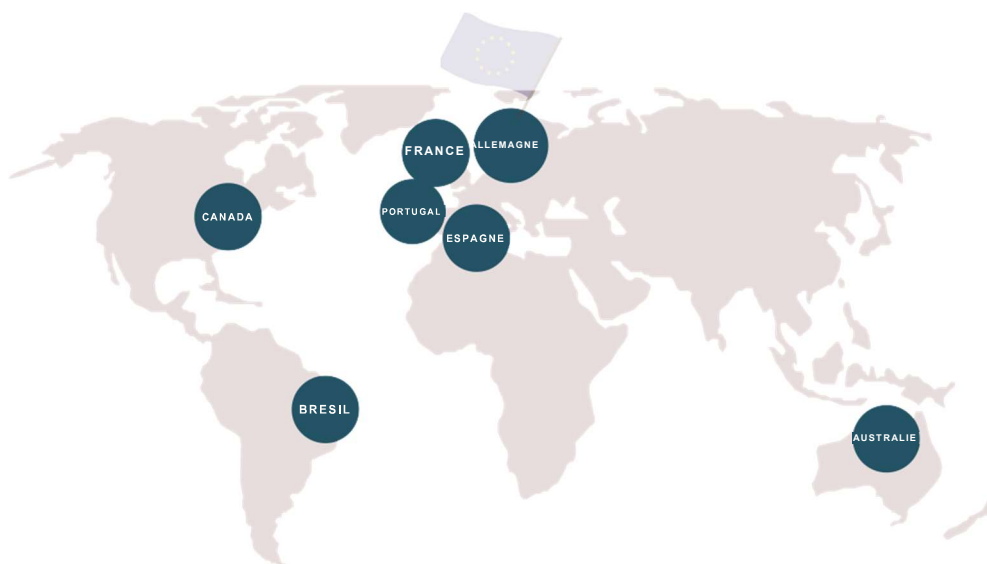 FRANCE
ALLEMAGNE
PORTUGAL
CANADA
ESPAGNE
BRESIL
AUSTRALIE